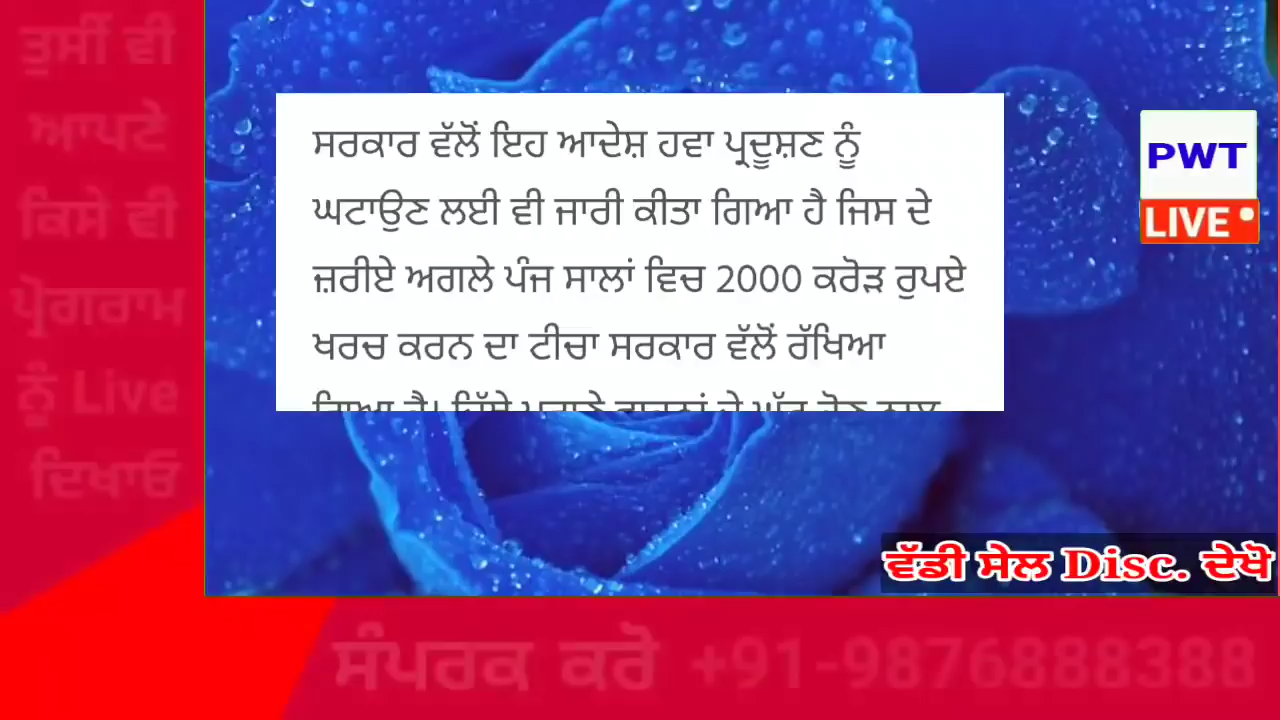 ਤੁਸੀਂ ਵੀ
ਆਪਣੇ
ਕਿਸੇ ਵੀ
ਪ੍ਰੋਗਰਾਮ
ਨੂੰ Live
ਦਿਖਾਓ
ਸਰਕਾਰ ਵੱਲੋਂ ਇਹ ਆਦੇਸ਼ ਹਵਾ ਪ੍ਰਦੂਸ਼ਣ ਨੂੰ
ਘਟਾਉਣ ਲਈ ਵੀ ਜਾਰੀ ਕੀਤਾ ਗਿਆ ਹੈ ਜਿਸ ਦੇ
ਜ਼ਰੀਏ ਅਗਲੇ ਪੰਜ ਸਾਲਾਂ ਵਿਚ 2000 ਕਰੋੜ ਰੁਪਏ
ਖਰਚ ਕਰਨ ਦਾ ਟੀਚਾ ਸਰਕਾਰ ਵੱਲੋਂ ਰੱਖਿਆ
PWT
LIVE
ਵੱਡੀ ਸੇਲ Disc. ਦੇਖੋ
ਸੰਪਰਕ ਕਰੋ +91-9876888388